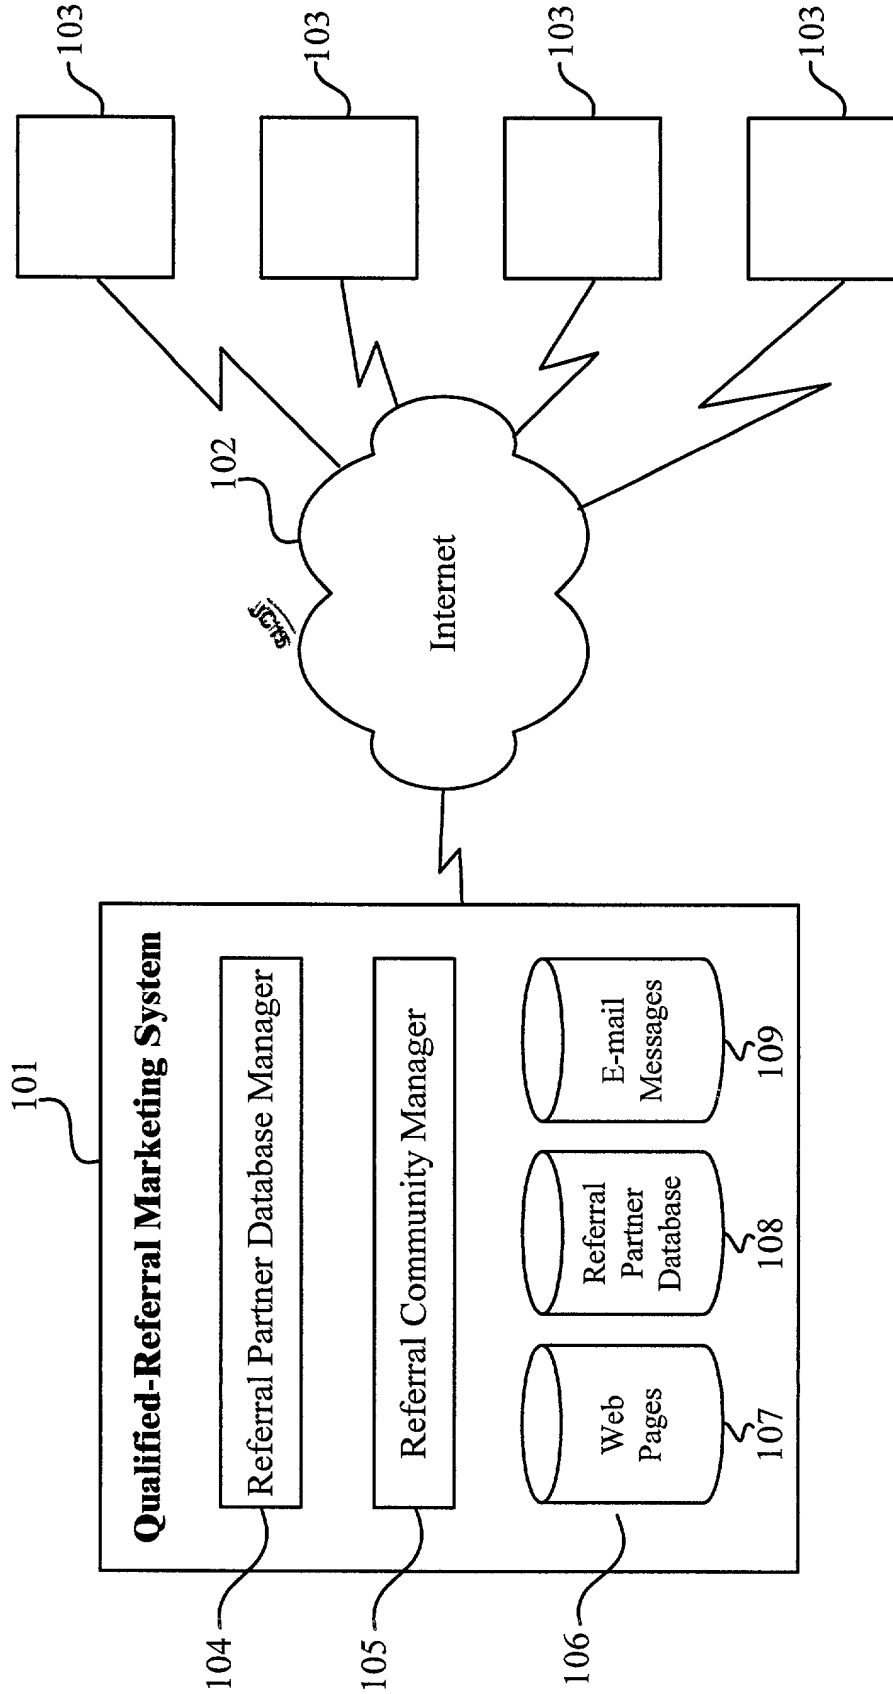 101
Qualified-Referral Marketing System
104
Referral Partner Database Manager
105
Referral Community Manager
106
Web
Pages
107
Referral
Partner
Database
108
E-mail
Messages
109
102
Internet
103
103
103
103